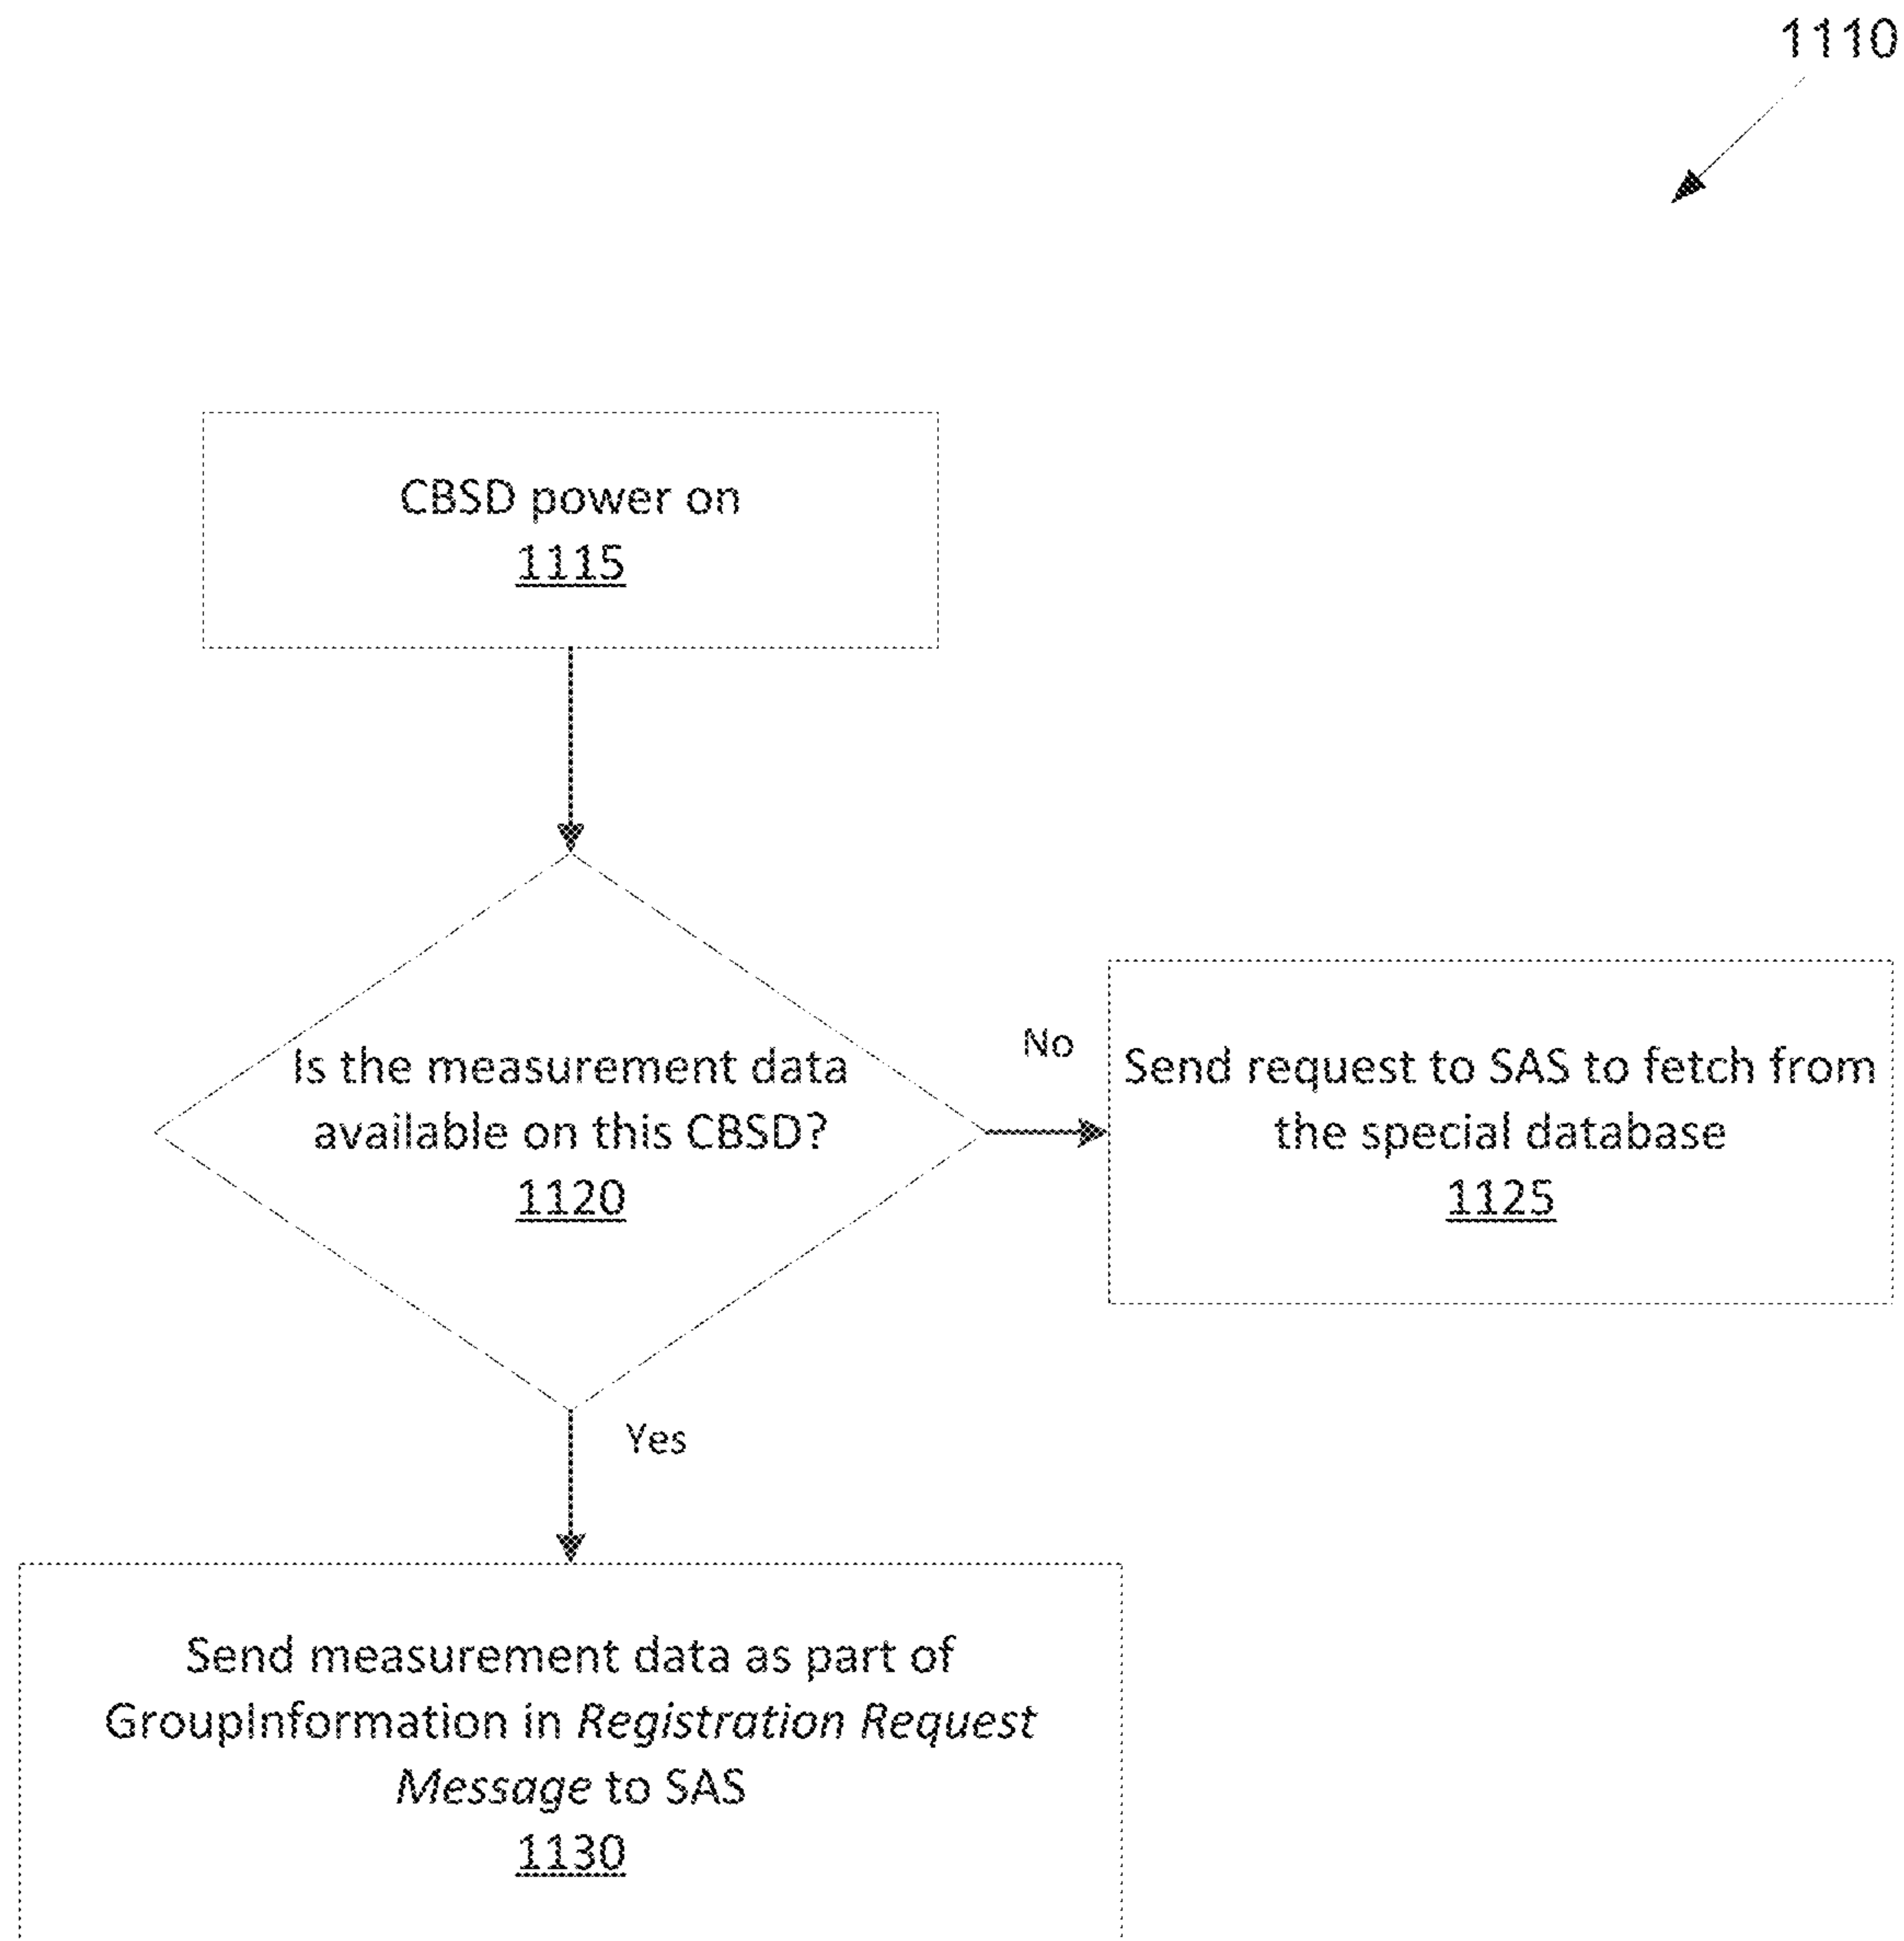 1110
CBSD power on
1115
Is the measurement data
available on this CBSD?
1120
No
Send request to SAS to fetch from
the special database
1125
Yes
Send measurement data as part of
GroupInformation in Registration Request
Message to SAS
1130